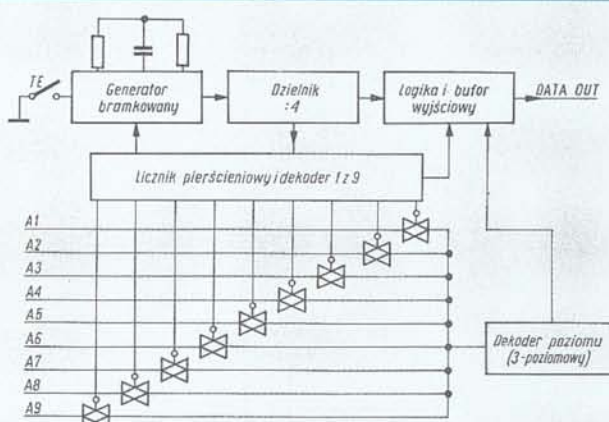 TE
Generator
bramkowany
Dzielnik
:4
Logika i bufor
wyjściowy
DATA OUT
Licznik pierścieniowy i dekoder 1 z 9
A1
A2
A3
A4
A5
A6
A7
A8
A9
Dekoder poziomu
(3-poziomowy)